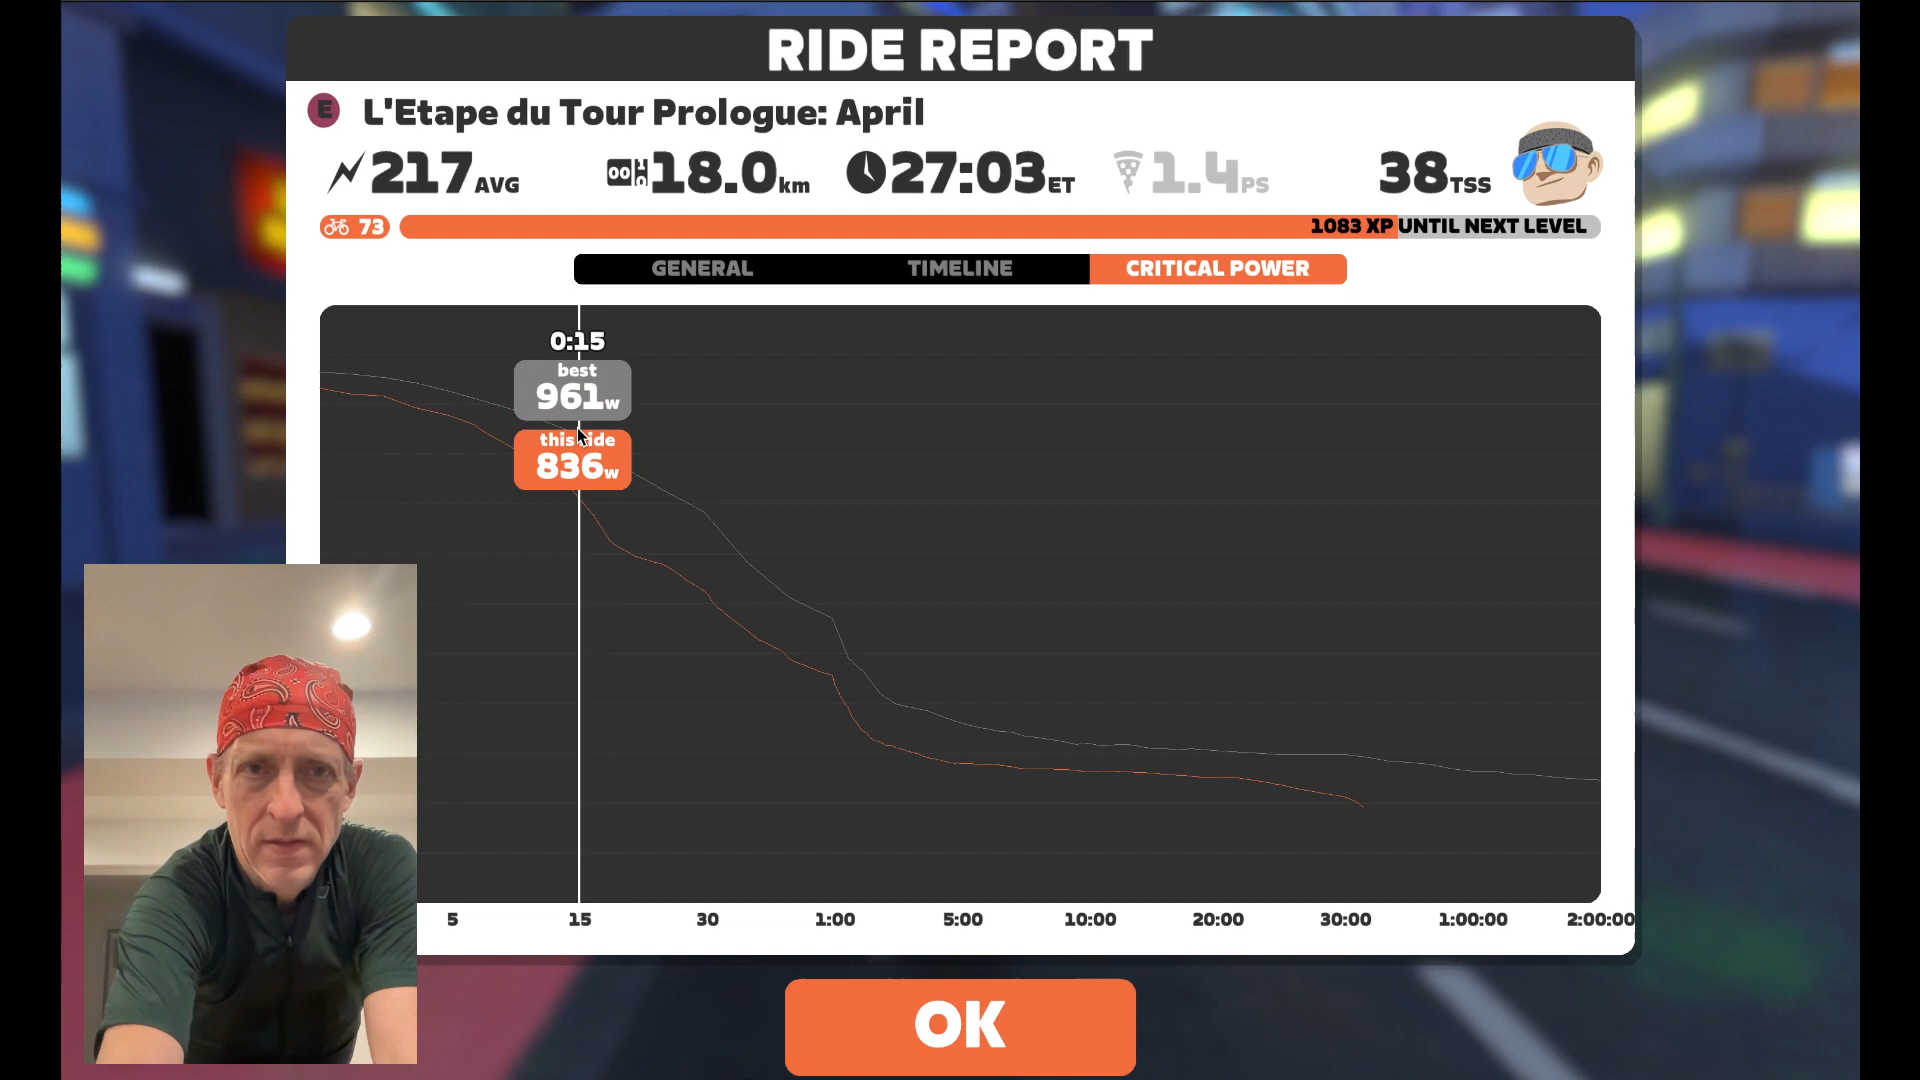 RIDE REPORT
E L'Etape du Tour Prologue: April
217AVG 18.0km 27:03ET 1.4PS 38TSS
73 1083 XP UNTIL NEXT LEVEL
GENERAL TIMELINE CRITICAL POWER
0:15
best
961w
this ride
836w
5 15 30 1:00 5:00 10:00 20:00 30:00 1:00:00 2:00:00
OK